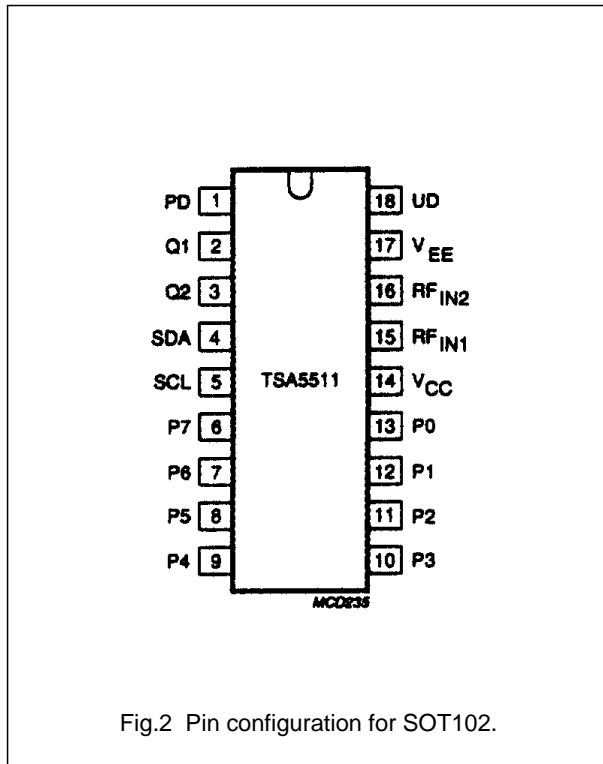 PD 1 18 UD
Q1 2 17 VEE
Q2 3 16 RFIN2
SDA 4 15 RFIN1
SCL 5 TSA5511 14 VCC
P7 6 13 P0
P6 7 12 P1
P5 8 11 P2
P4 9 10 P3
MCD235
Fig.2 Pin configuration for SOT102.